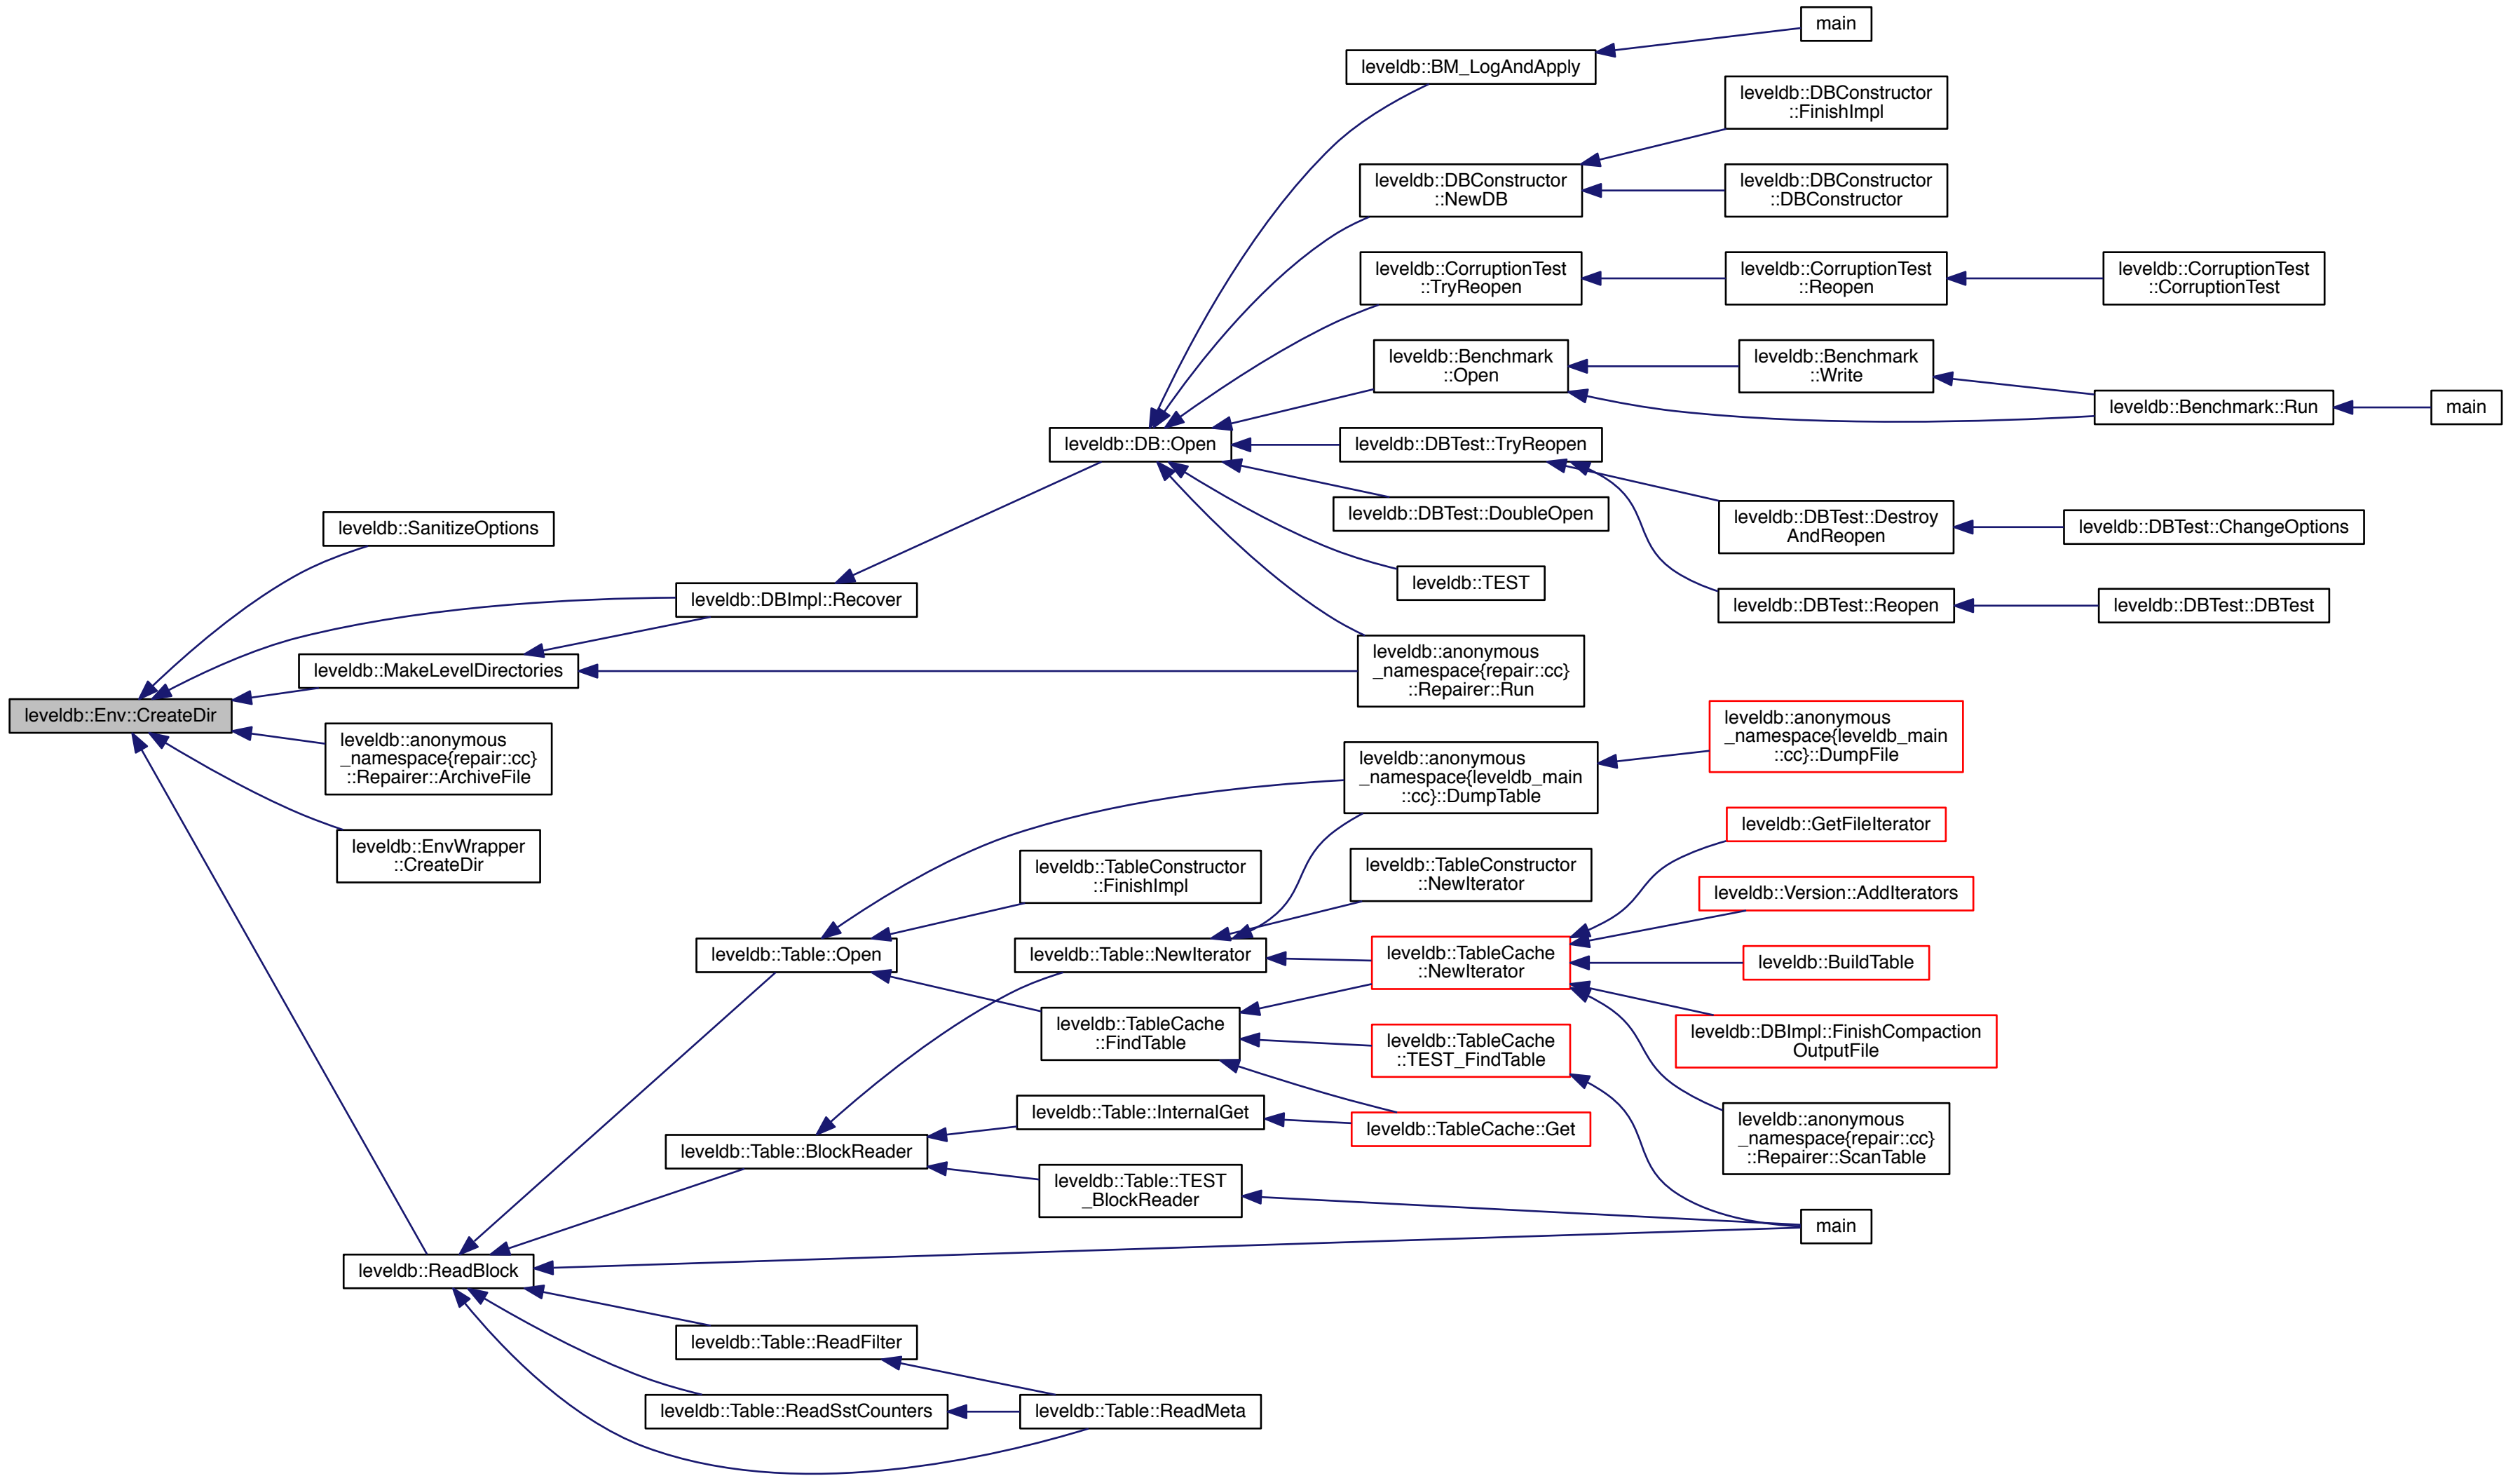 leveldb::Env::CreateDir
leveldb::SanitizeOptions
leveldb::DBImpl::Recover
leveldb::MakeLevelDirectories
leveldb::anonymous
_namespace{repair::cc}
::Repairer::ArchiveFile
leveldb::EnvWrapper
::CreateDir
leveldb::ReadBlock
leveldb::DB::Open
leveldb::BM_LogAndApply
main
leveldb::DBConstructor
::NewDB
leveldb::DBConstructor
::FinishImpl
leveldb::DBConstructor
::DBConstructor
leveldb::CorruptionTest
::TryReopen
leveldb::CorruptionTest
::Reopen
leveldb::CorruptionTest
::CorruptionTest
leveldb::Benchmark
::Open
leveldb::Benchmark
::Write
leveldb::Benchmark::Run
main
leveldb::DBTest::TryReopen
leveldb::DBTest::Destroy
AndReopen
leveldb::DBTest::ChangeOptions
leveldb::DBTest::Reopen
leveldb::DBTest::DBTest
leveldb::DBTest::DoubleOpen
leveldb::TEST
leveldb::anonymous
_namespace{repair::cc}
::Repairer::Run
leveldb::Table::Open
leveldb::anonymous
_namespace{leveldb_main
::cc}::DumpTable
leveldb::anonymous
_namespace{leveldb_main
::cc}::DumpFile
leveldb::TableConstructor
::FinishImpl
leveldb::TableCache
::FindTable
leveldb::Table::NewIterator
leveldb::TableConstructor
::NewIterator
leveldb::TableCache
::NewIterator
leveldb::GetFileIterator
leveldb::Version::AddIterators
leveldb::BuildTable
leveldb::DBImpl::FinishCompaction
OutputFile
leveldb::anonymous
_namespace{repair::cc}
::Repairer::ScanTable
leveldb::TableCache
::TEST_FindTable
leveldb::TableCache::Get
leveldb::Table::BlockReader
leveldb::Table::InternalGet
leveldb::Table::TEST
_BlockReader
main
leveldb::Table::ReadFilter
leveldb::Table::ReadSstCounters
leveldb::Table::ReadMeta